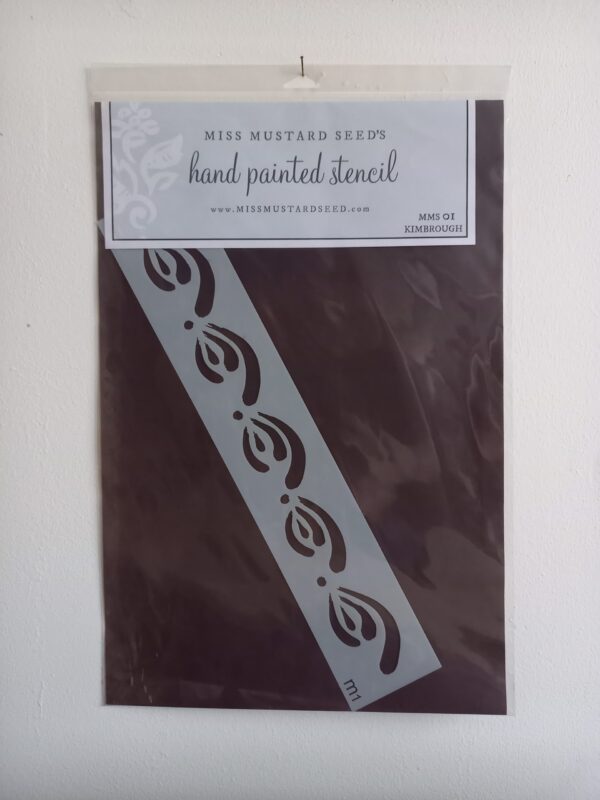 MISS MUSTARD SEED'S
hand painted stencil
www.MISSMUSTARDSEED.com
MMS 01
KIMBROUGH
m1